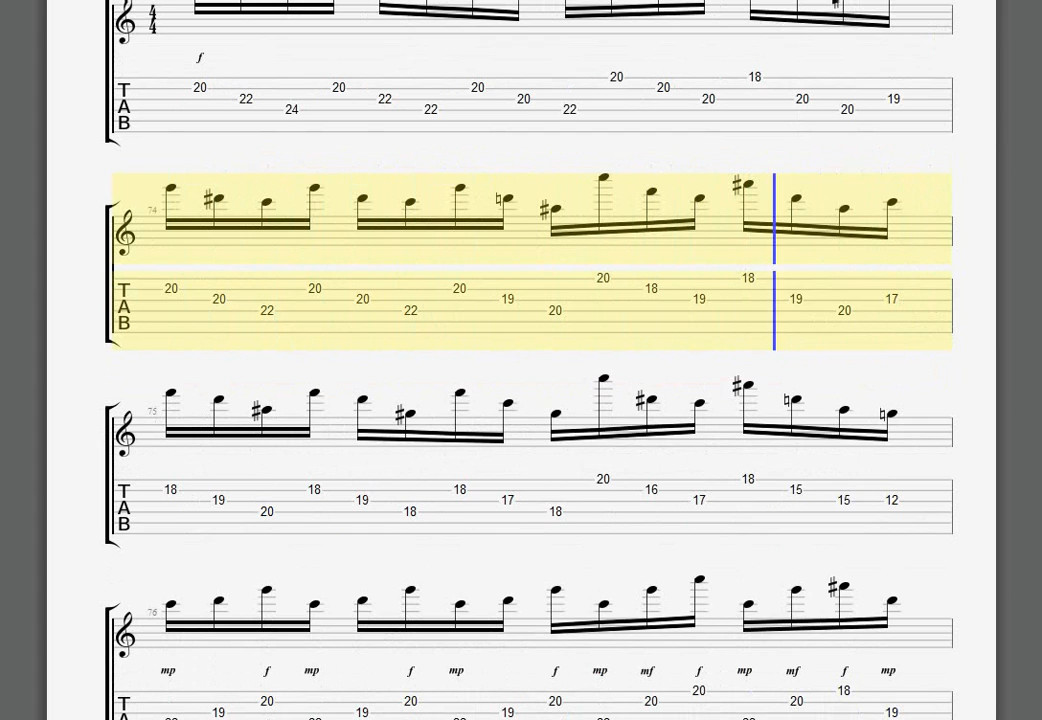 4
4
f
T
A
B
18
20 20 20
20 22 22 20 20 20 19
24 22 22 20
74
20 18
20 20 20 18
20 20 19 19 19 17
T
A
B
22 22 20 20
75
20 18
18 18 18 16 15
19 19 17 17 12
T
A
B
20 18 18 15
76
mp f mp f mp f mp mf f mp mf f mp
20 18
20 20 20 20 20
19 19 19 19
T
A